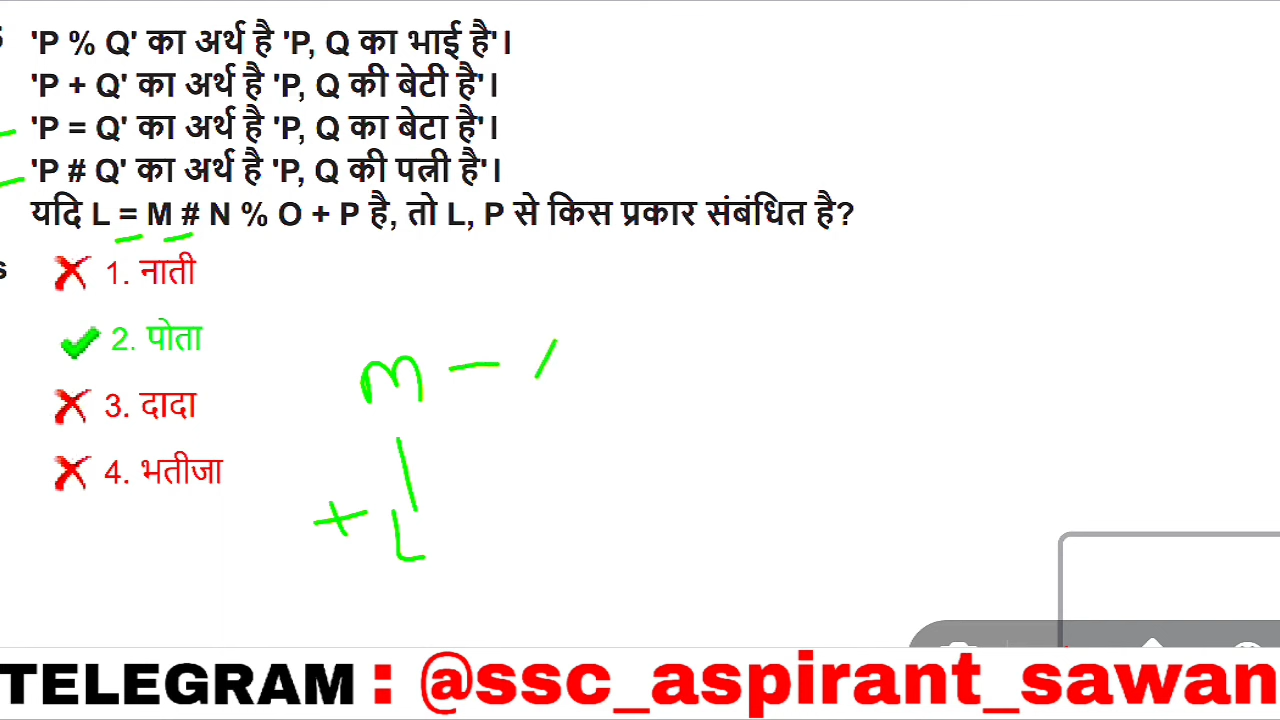 'P % Q' का अर्थ है 'P, Q का भाई है'।
'P + Q' का अर्थ है 'P, Q की बेटी है'।
'P = Q' का अर्थ है 'P, Q का बेटा है'।
'P # Q' का अर्थ है 'P, Q की पत्नी है'।
यदि L = M # N % O + P है, तो L, P से किस प्रकार संबंधित है?
1. नाती
2. पोता
3. दादा
4. भतीजा
M —
+ L
TELEGRAM : @ssc_aspirant_sawan